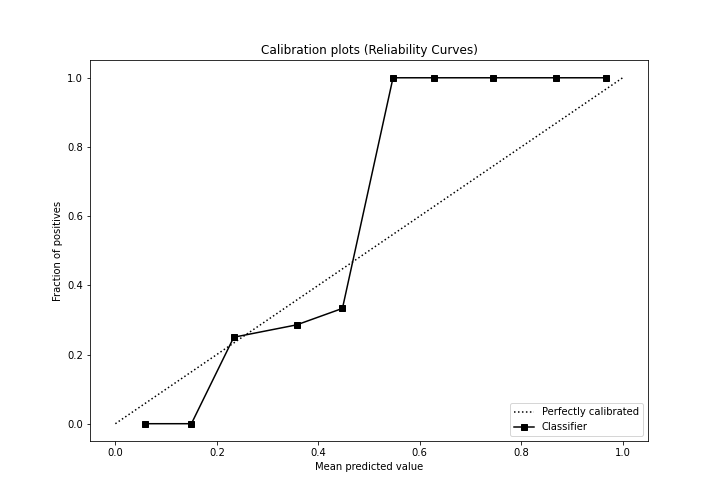 Calibration plots (Reliability Curves)
1.0
0.8
0.6
0.4
0.2
0.0
Fraction of positives
0.0 0.2 0.4 0.6 0.8 1.0
Mean predicted value
Perfectly calibrated
Classifier